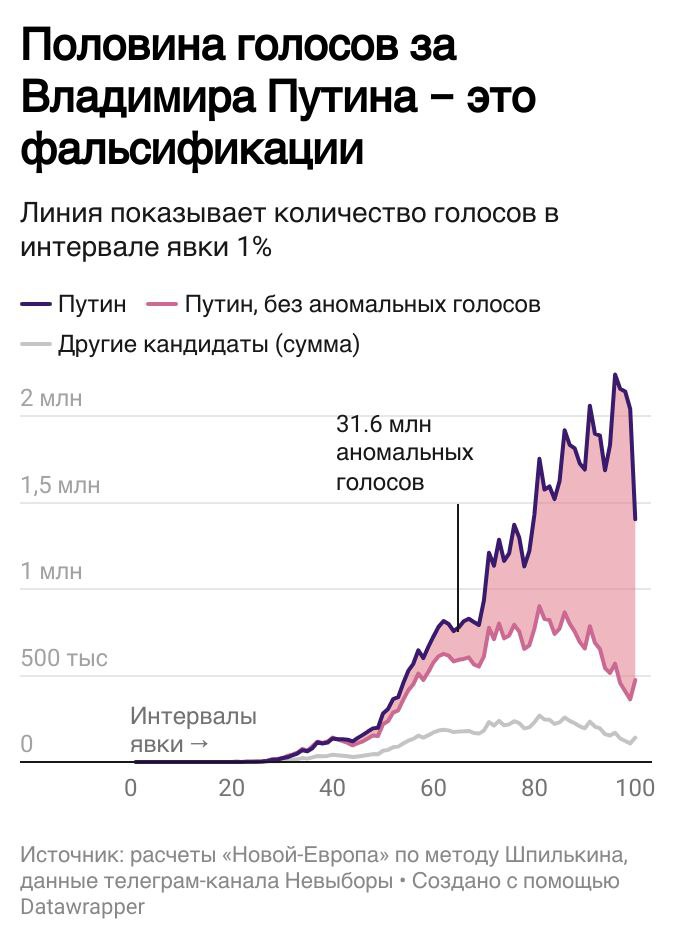 Половина голосов за
Владимира Путина – это
фальсификации
Линия показывает количество голосов в
интервале явки 1%
Путин Путин, без аномальных голосов
Другие кандидаты (сумма)
2 млн
31.6 млн
аномальных
голосов
1,5 млн
1 млн
500 тыс
Интервалы
явки →
0
0 20 40 60 80 100
Источник: расчеты «Новой-Европа» по методу Шпилькина,
данные телеграм-канала Невыборы • Создано с помощью
Datawrapper